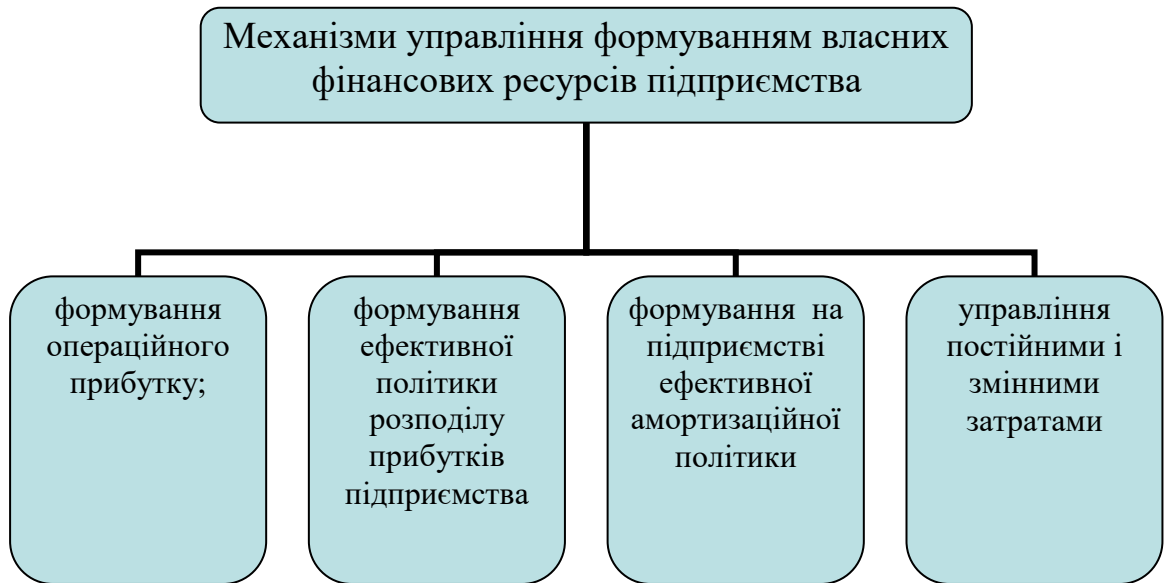 Механізми управління формуванням власних
фінансових ресурсів підприємства
формування
операційного
прибутку;
формування
ефективної
політики
розподілу
прибутків
підприємства
формування на
підприємстві
ефективної
амортизаційної
політики
управління
постійними і
змінними
затратами